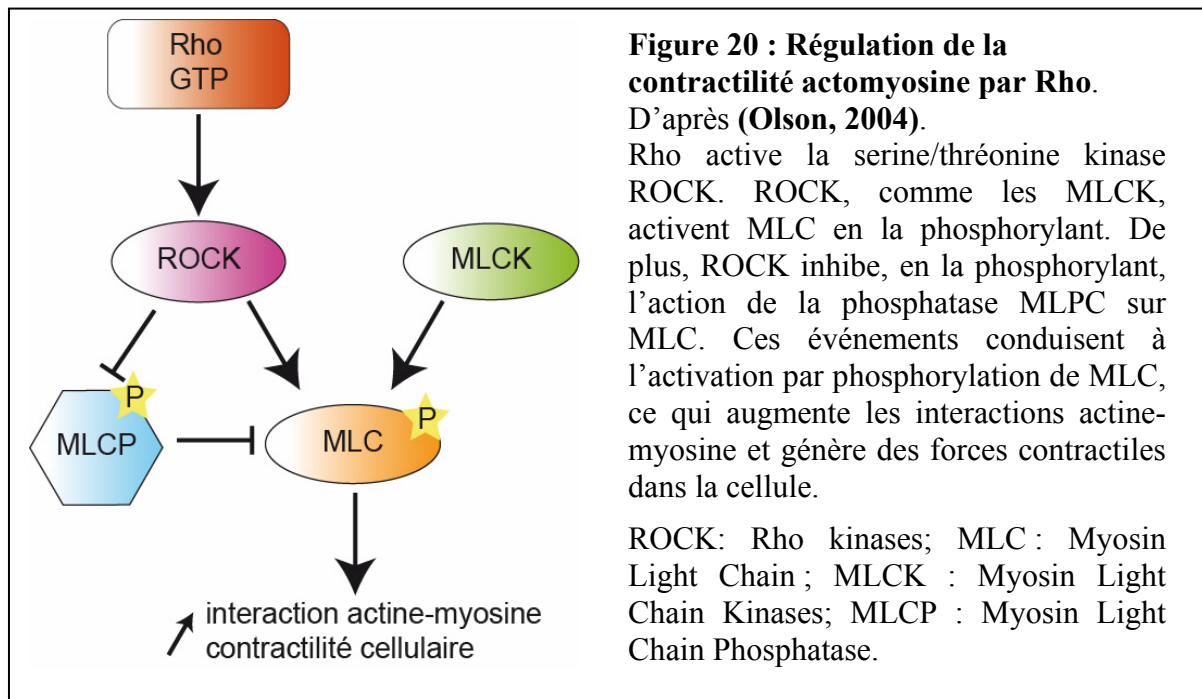 Rho
GTP
ROCK
MLCK
P
MLCP
MLC
P
interaction actine-myosine
contractilité cellulaire
Figure 20 : Régulation de la
contractilité actomyosine par Rho.
D’après (Olson, 2004).
Rho active la serine/thréonine kinase
ROCK. ROCK, comme les MLCK,
activent MLC en la phosphorylant. De
plus, ROCK inhibe, en la phosphorylant,
l’action de la phosphatase MLPC sur
MLC. Ces événements conduisent à
l’activation par phosphorylation de MLC,
ce qui augmente les interactions actine-
myosine et génère des forces contractiles
dans la cellule.
ROCK: Rho kinases; MLC : Myosin
Light Chain ; MLCK : Myosin Light
Chain Kinases; MLCP : Myosin Light
Chain Phosphatase.